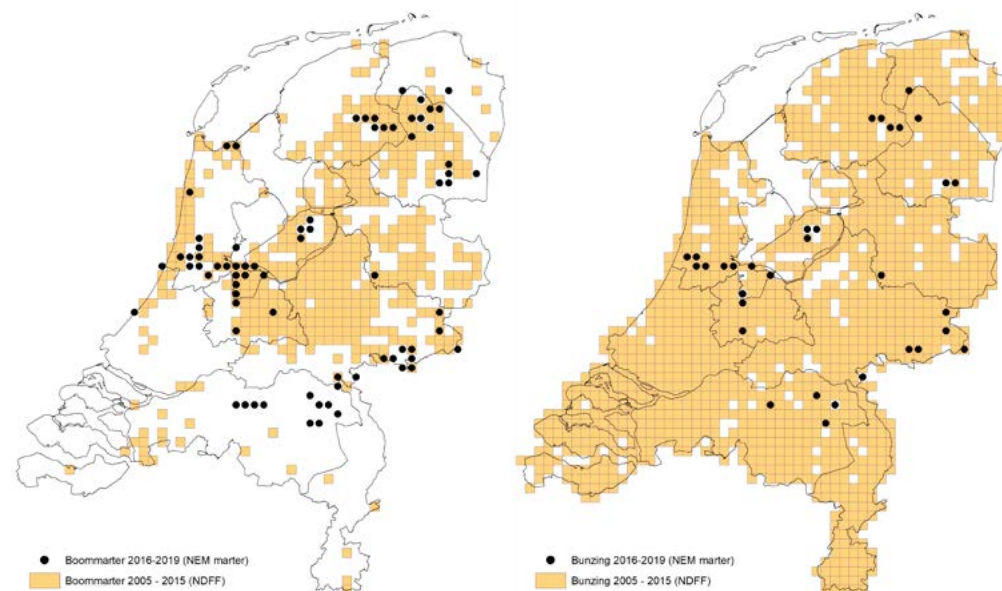 Boommarter 2016-2019 (NEM marter)
Boommarter 2005 - 2015 (NDFF)
Bunzing 2016-2019 (NEM marter)
Bunzing 2005 - 2015 (NDFF)